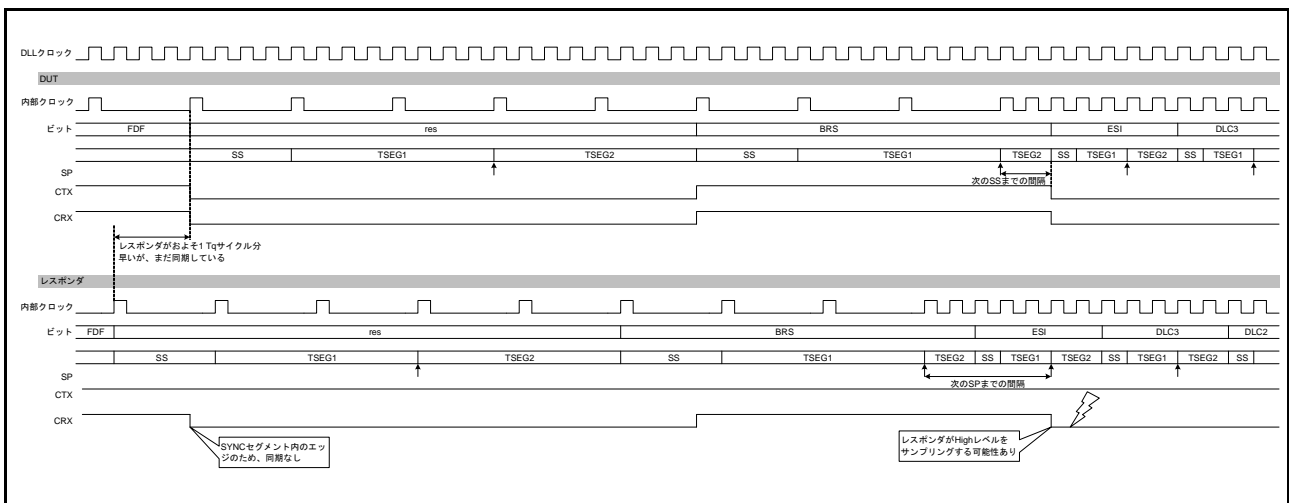 DLLクロック
DUT
内部クロック
ビット FDF res BRS ESI DLC3
SS TSEG1 TSEG2 SS TSEG1 TSEG2 SS TSEG1 TSEG2 SS TSEG1
SP
次のSSまでの間隔
CTX
CRX
レスポンダがおよそ1 Tqサイクル分
早いが、まだ同期している
レスポンダ
内部クロック
ビット FDF res BRS ESI DLC3 DLC2
SS TSEG1 TSEG2 SS TSEG1 TSEG2 SS TSEG1 TSEG2 SS TSEG1 TSEG2 SS
SP
次のSPまでの間隔
CTX
CRX
SYNCセグメント内のエッ
ジのため、同期なし
レスポンダがHighレベルを
サンプリングする可能性あり